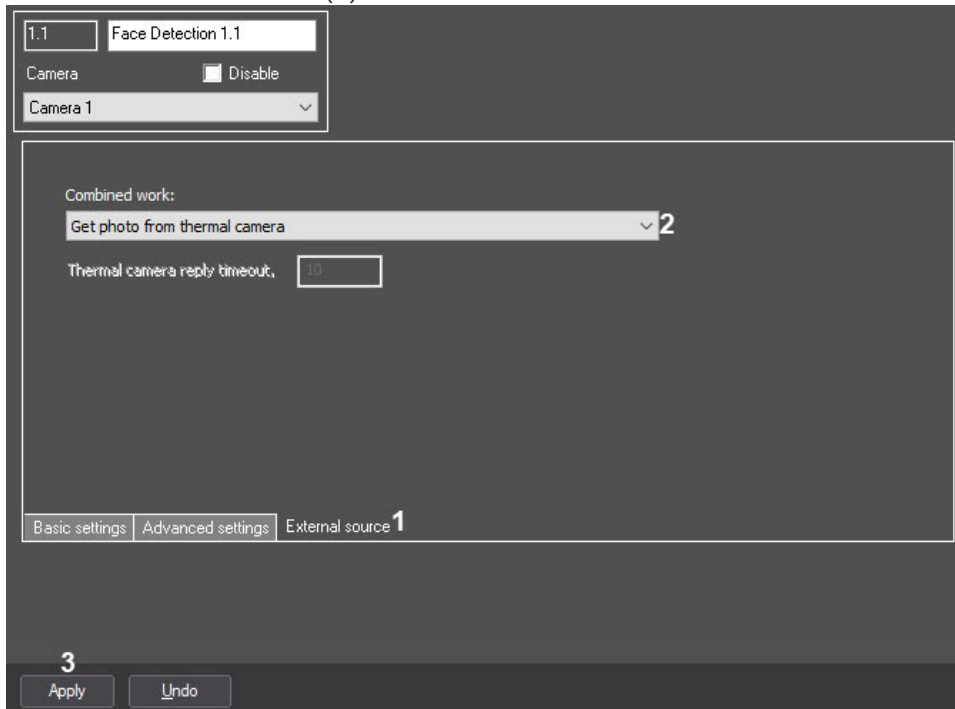 1.1 Face Detection 1.1
Camera Disable
Camera 1
Combined work:
Get photo from thermal camera 2
Thermal camera reply timeout, 10
Basic settings Advanced settings External source 1
3
Apply Undo